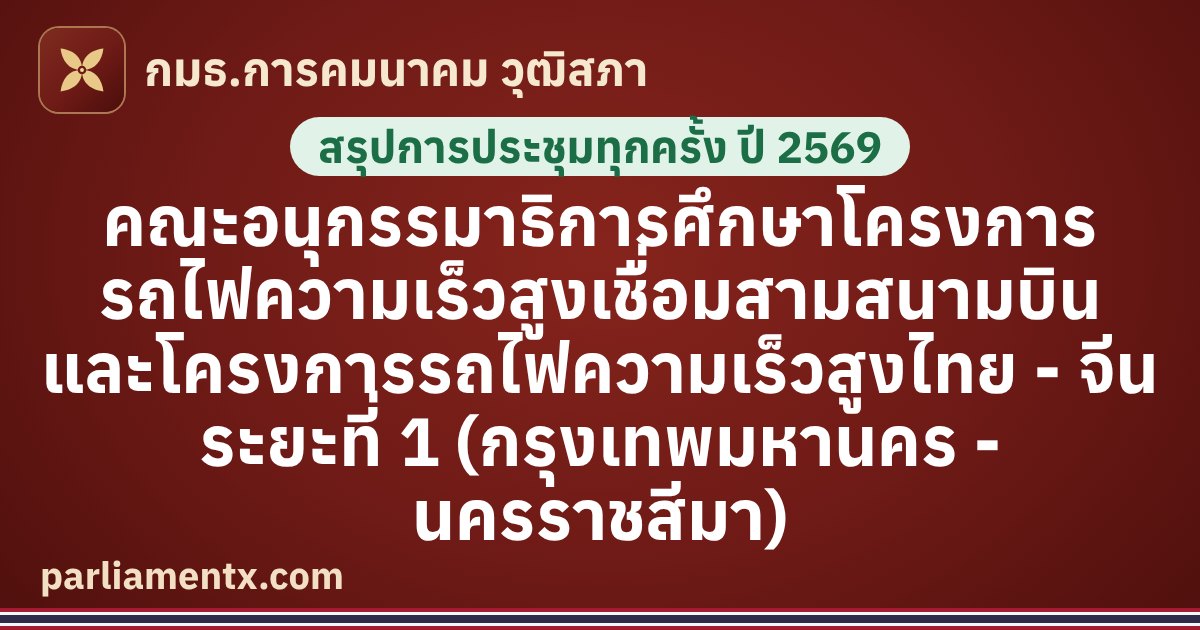 กมธ.การคมนาคม วุฒิสภา
สรุปการประชุมทุกครั้ง ปี 2569
คณะอนุกรรมาธิการศึกษาโครงการ
รถไฟความเร็วสูงเชื่อมสามสนามบิน
และโครงการรถไฟความเร็วสูงไทย - จีน
ระยะที่ 1 (กรุงเทพมหานคร -
นครราชสีมา)
parliamentx.com